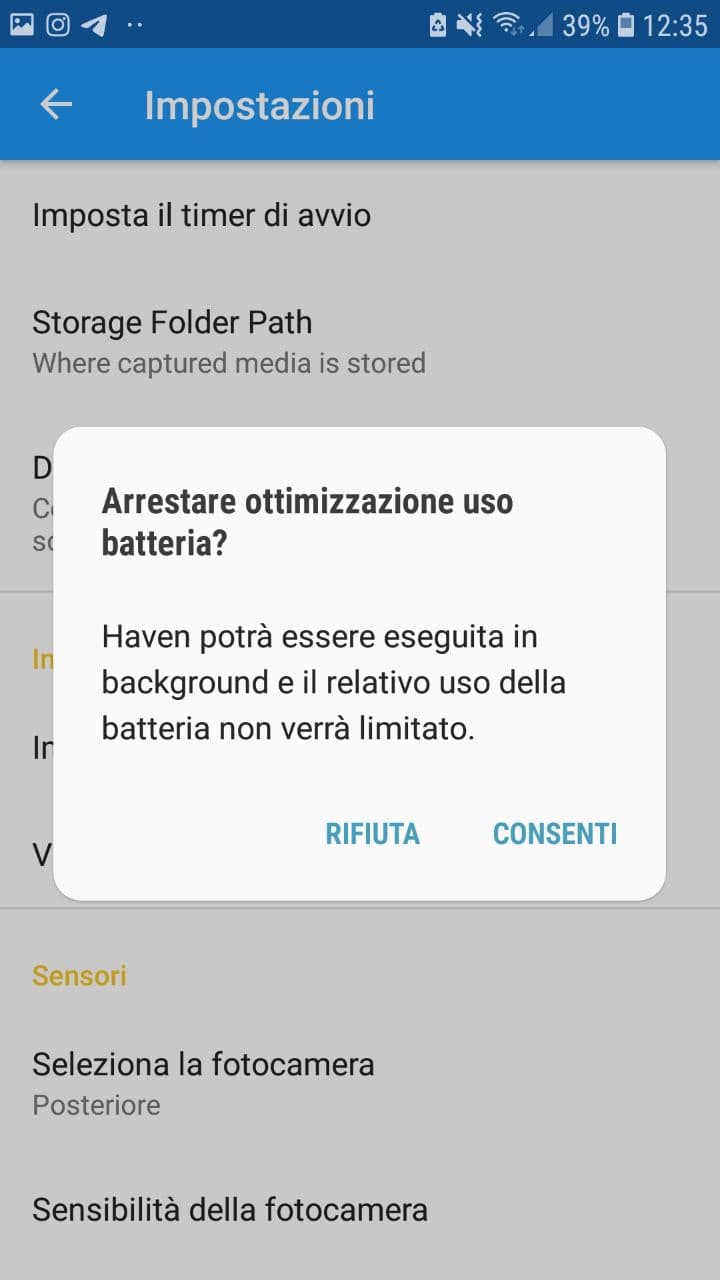 39% 12:35
Impostazioni
Imposta il timer di avvio
Storage Folder Path
Where captured media is stored
D
Arrestare ottimizzazione uso
batteria?
Haven potrà essere eseguita in
background e il relativo uso della
batteria non verrà limitato.
In
V
RIFIUTA CONSENTI
Sensori
Seleziona la fotocamera
Posteriore
Sensibilità della fotocamera